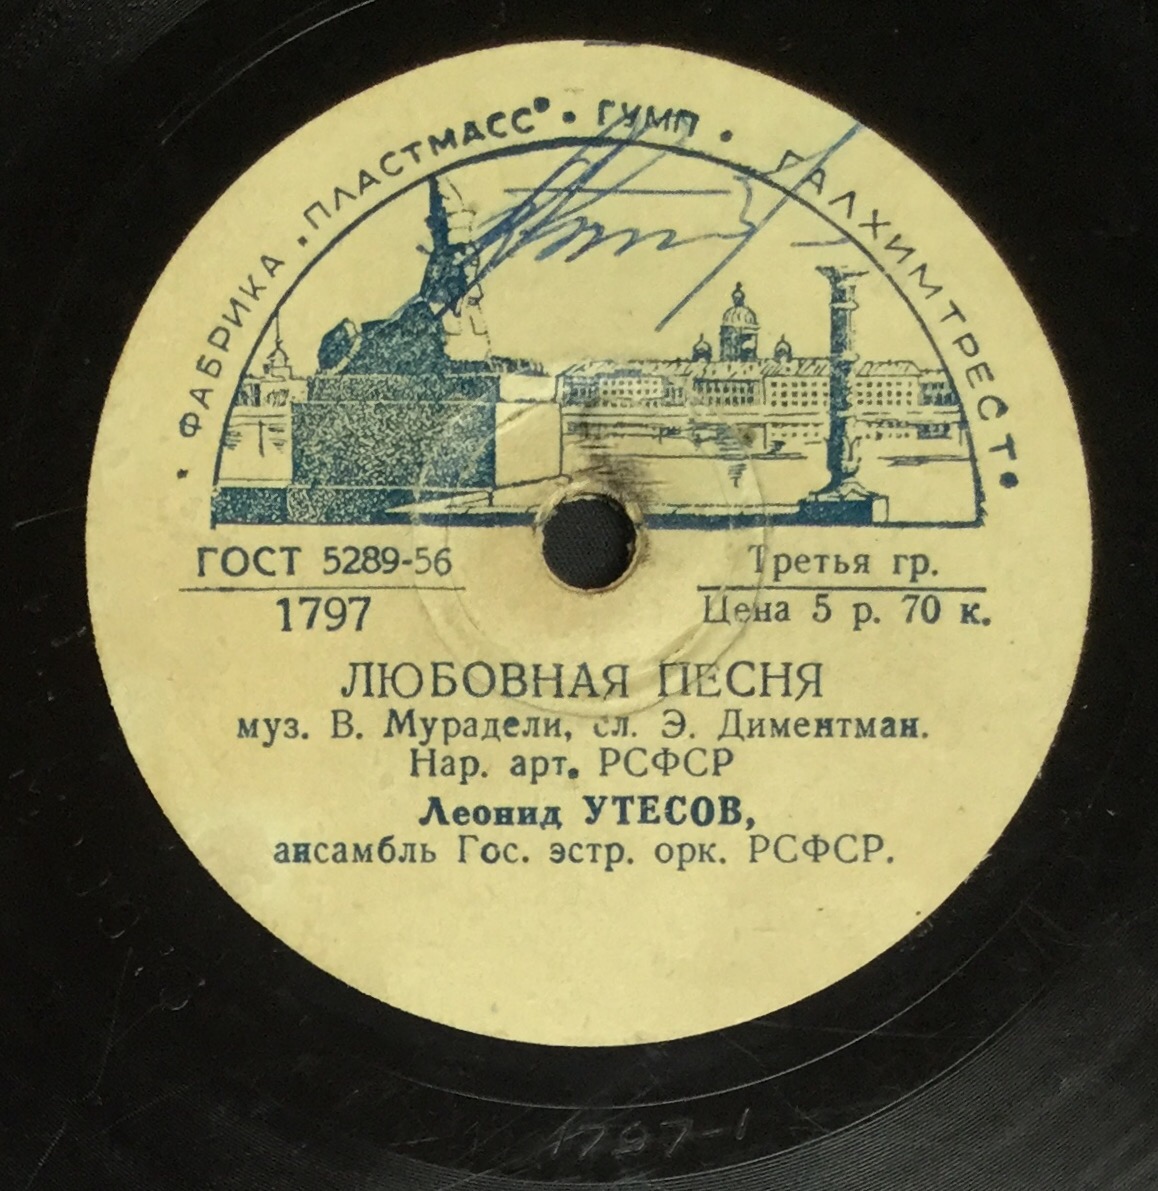 • ФАБРИКА „ПЛАСТМАСС“ • ГУМП • ГАЛХИМТРЕСТ •
ГОСТ 5289-56
1797
Третья гр.
Цена 5 р. 70 к.
ЛЮБОВНАЯ ПЕСНЯ
муз. В. Мурадели, сл. Э. Диментман.
Нар. арт. РСФСР
Леонид УТЕСОВ,
ансамбль Гос. эстр. орк. РСФСР.
1797-1